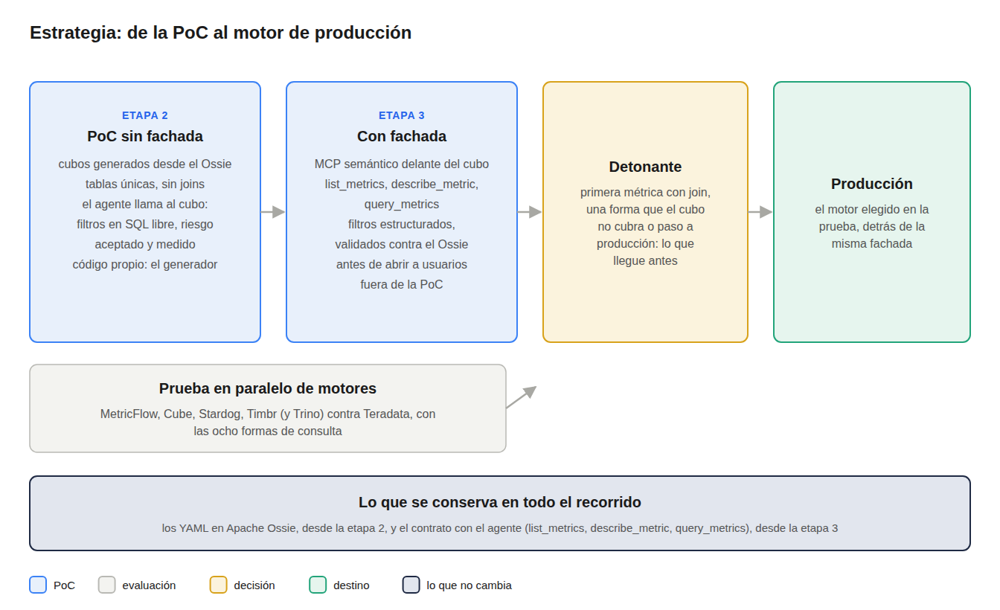 Estrategia: de la PoC al motor de producción
ETAPA 2
PoC sin fachada
cubos generados desde el Ossie
tablas únicas, sin joins
el agente llama al cubo:
filtros en SQL libre, riesgo
aceptado y medido
código propio: el generador
ETAPA 3
Con fachada
MCP semántico delante del cubo
list_metrics, describe_metric,
query_metrics
filtros estructurados,
validados contra el Ossie
antes de abrir a usuarios
fuera de la PoC
Detonante
primera métrica con join,
una forma que el cubo
no cubra o paso a
producción: lo que
llegue antes
Producción
el motor elegido en la
prueba, detrás de la
misma fachada
Prueba en paralelo de motores
MetricFlow, Cube, Stardog, Timbr (y Trino) contra Teradata, con
las ocho formas de consulta
Lo que se conserva en todo el recorrido
los YAML en Apache Ossie, desde la etapa 2, y el contrato con el agente (list_metrics, describe_metric, query_metrics), desde la etapa 3
PoC
evaluación
decisión
destino
lo que no cambia